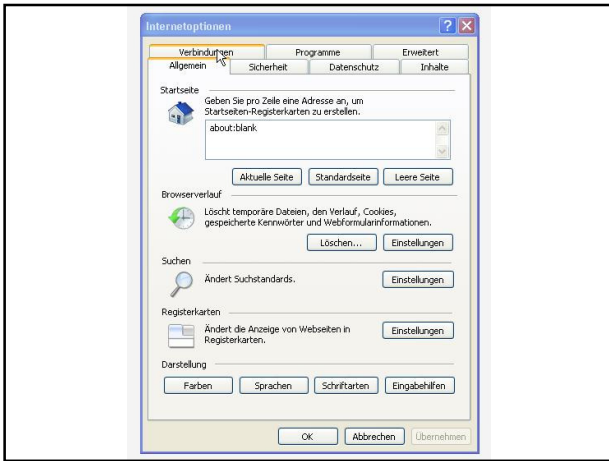 Internetoptionen
Verbindungen Programme Erweitert
Allgemein Sicherheit Datenschutz Inhalte
Startseite
Geben Sie pro Zeile eine Adresse an, um
Startseiten-Registerkarten zu erstellen.
about:blank
Aktuelle Seite Standardseite Leere Seite
Browserverlauf
Löscht temporäre Dateien, den Verlauf, Cookies,
gespeicherte Kennwörter und Webformularinformationen.
Löschen... Einstellungen
Suchen
Ändert Suchstandards. Einstellungen
Registerkarten
Ändert die Anzeige von Webseiten in
Registerkarten. Einstellungen
Darstellung
Farben Sprachen Schriftarten Eingabehilfen
OK Abbrechen Übernehmen